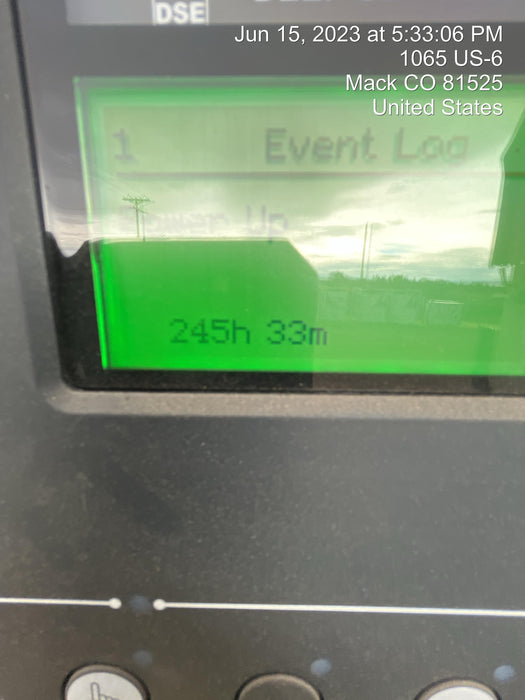 DSE
Jun 15, 2023 at 5:33:06 PM
1065 US-6
Mack CO 81525
United States
1 Event Log
Power Up
245h 33m